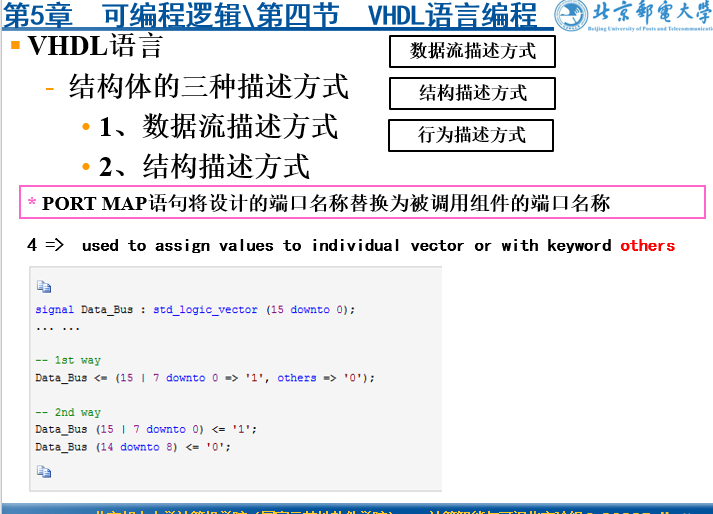 第5章 可编程逻辑\第四节 VHDL语言编程
北京邮电大学
Beijing University of Posts and Telecommunications
VHDL语言
- 结构体的三种描述方式
• 1、数据流描述方式
• 2、结构描述方式
数据流描述方式
结构描述方式
行为描述方式
* PORT MAP语句将设计的端口名称替换为被调用组件的端口名称
4 => used to assign values to individual vector or with keyword others
signal Data_Bus : std_logic_vector (15 downto 0);
... ...
-- 1st way
Data_Bus <= (15 | 7 downto 0 => '1', others => '0');
-- 2nd way
Data_Bus (15 | 7 downto 0) <= '1';
Data_Bus (14 downto 8) <= '0';